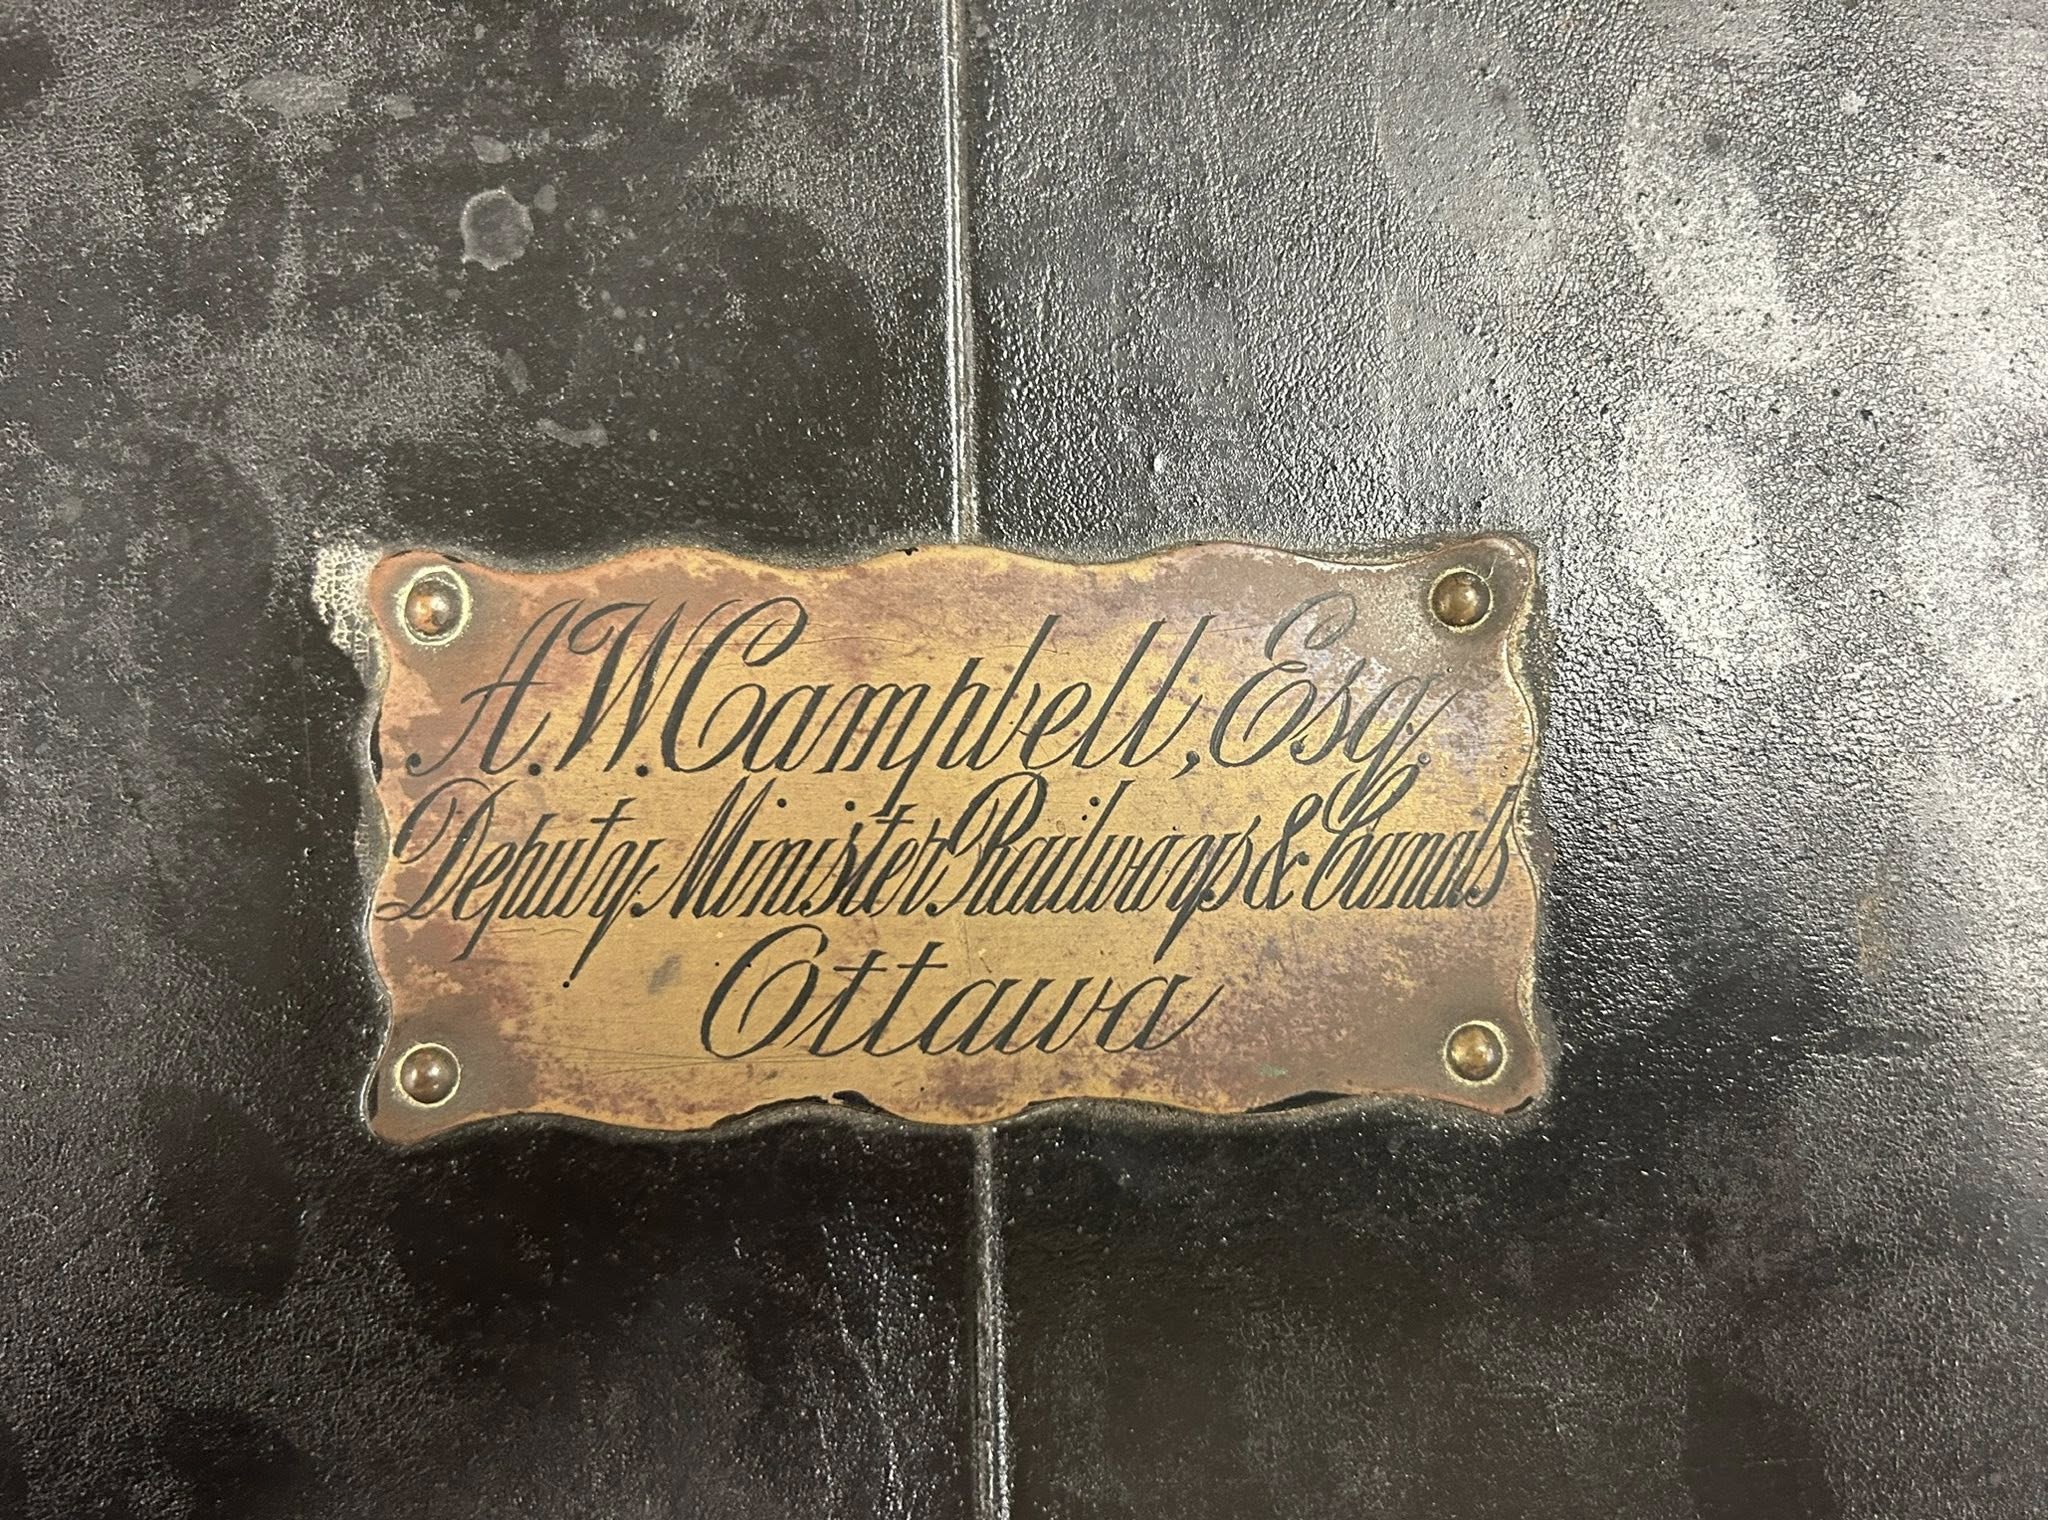 A.W. Campbell, Esq.
Deputy Minister Railways & Canals
Ottawa